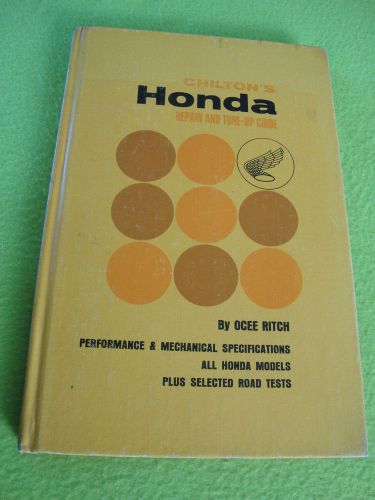 CHILTON'S
Honda
REPAIR AND TUNE-UP GUIDE
By OCEE RITCH
PERFORMANCE & MECHANICAL SPECIFICATIONS
ALL HONDA MODELS
PLUS SELECTED ROAD TESTS